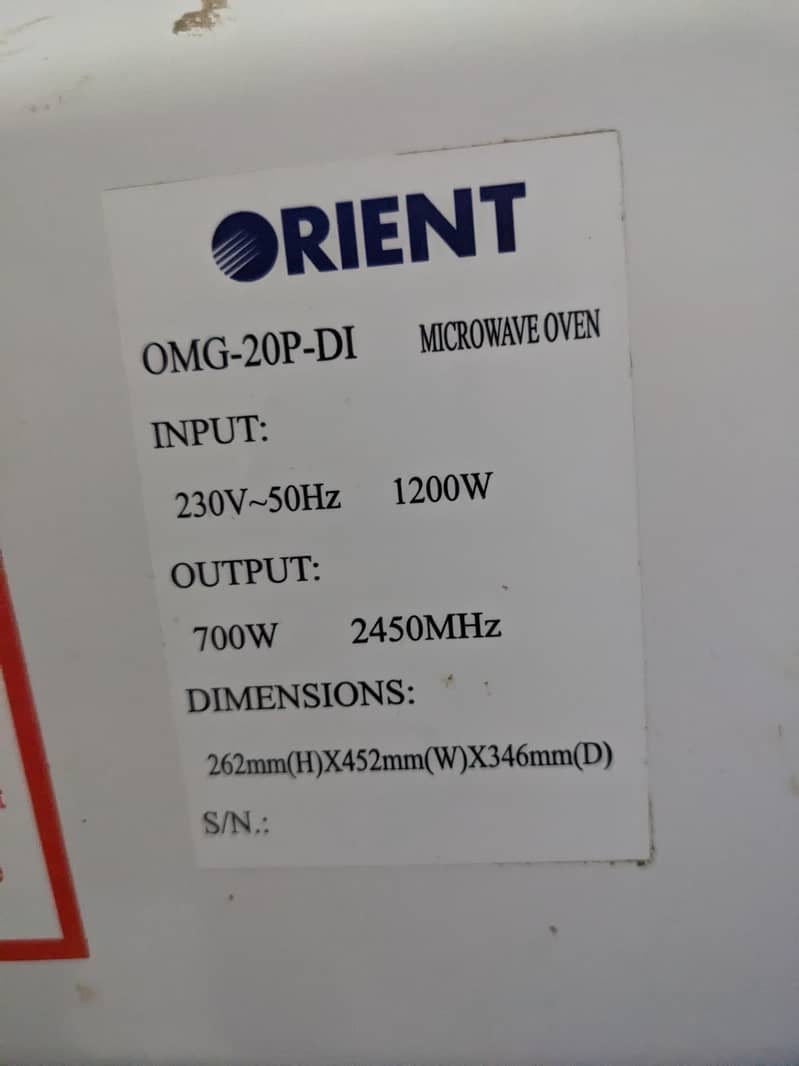 ORIENT
OMG-20P-DI MICROWAVE OVEN
INPUT:
230V~50Hz 1200W
OUTPUT:
700W 2450MHz
DIMENSIONS:
262mm(H)X452mm(W)X346mm(D)
S/N.: